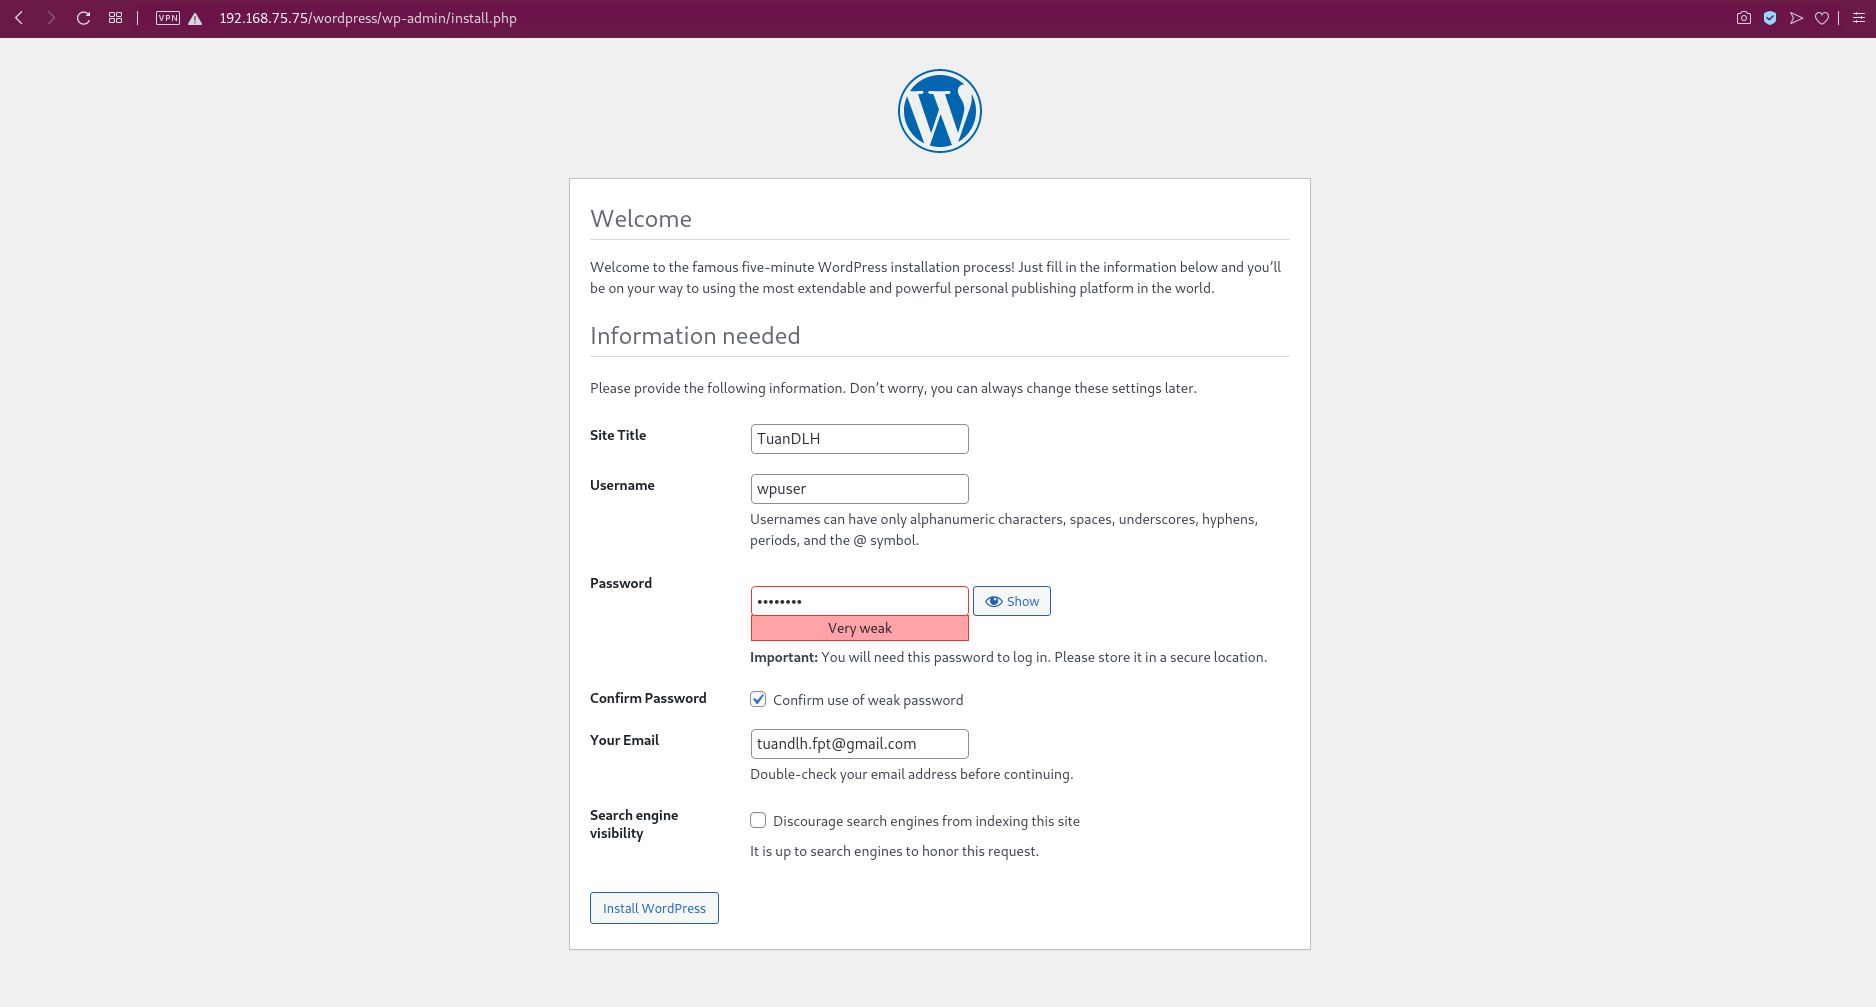 VPN 192.168.75.75/wordpress/wp-admin/install.php
W
Welcome
Welcome to the famous five-minute WordPress installation process! Just fill in the information below and you’ll
be on your way to using the most extendable and powerful personal publishing platform in the world.
Information needed
Please provide the following information. Don’t worry, you can always change these settings later.
Site Title TuanDLH
Username wpuser
Usernames can have only alphanumeric characters, spaces, underscores, hyphens,
periods, and the @ symbol.
Password •••••••• Show
Very weak
Important: You will need this password to log in. Please store it in a secure location.
Confirm Password Confirm use of weak password
Your Email tuandlh.fpt@gmail.com
Double-check your email address before continuing.
Search engine
visibility
Discourage search engines from indexing this site
It is up to search engines to honor this request.
Install WordPress